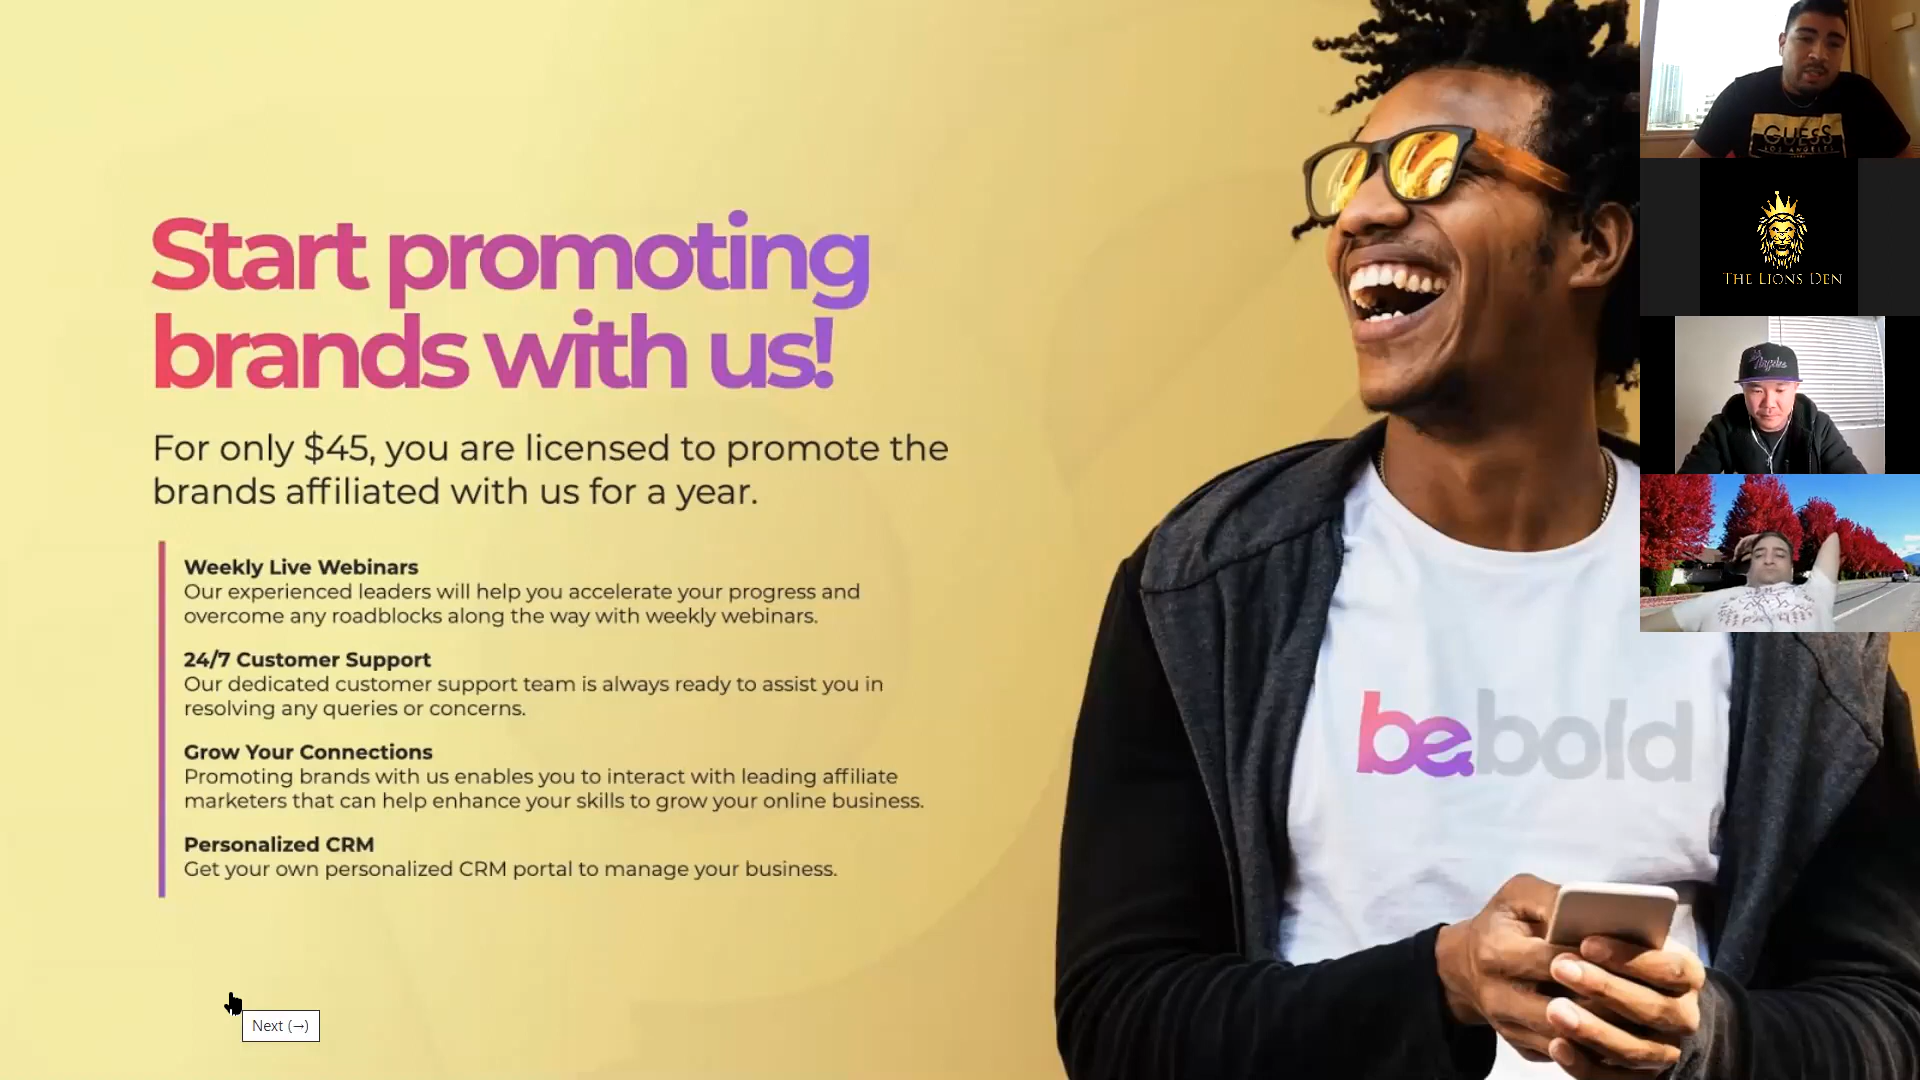 Start promoting
brands with us!
For only $45, you are licensed to promote the
brands affiliated with us for a year.
Weekly Live Webinars
Our experienced leaders will help you accelerate your progress and
overcome any roadblocks along the way with weekly webinars.
24/7 Customer Support
Our dedicated customer support team is always ready to assist you in
resolving any queries or concerns.
Grow Your Connections
Promoting brands with us enables you to interact with leading affiliate
marketers that can help enhance your skills to grow your online business.
Personalized CRM
Get your own personalized CRM portal to manage your business.
Next (→)
bebold
GUESS
LOS ANGELES
THE LIONS DEN
Los Angeles